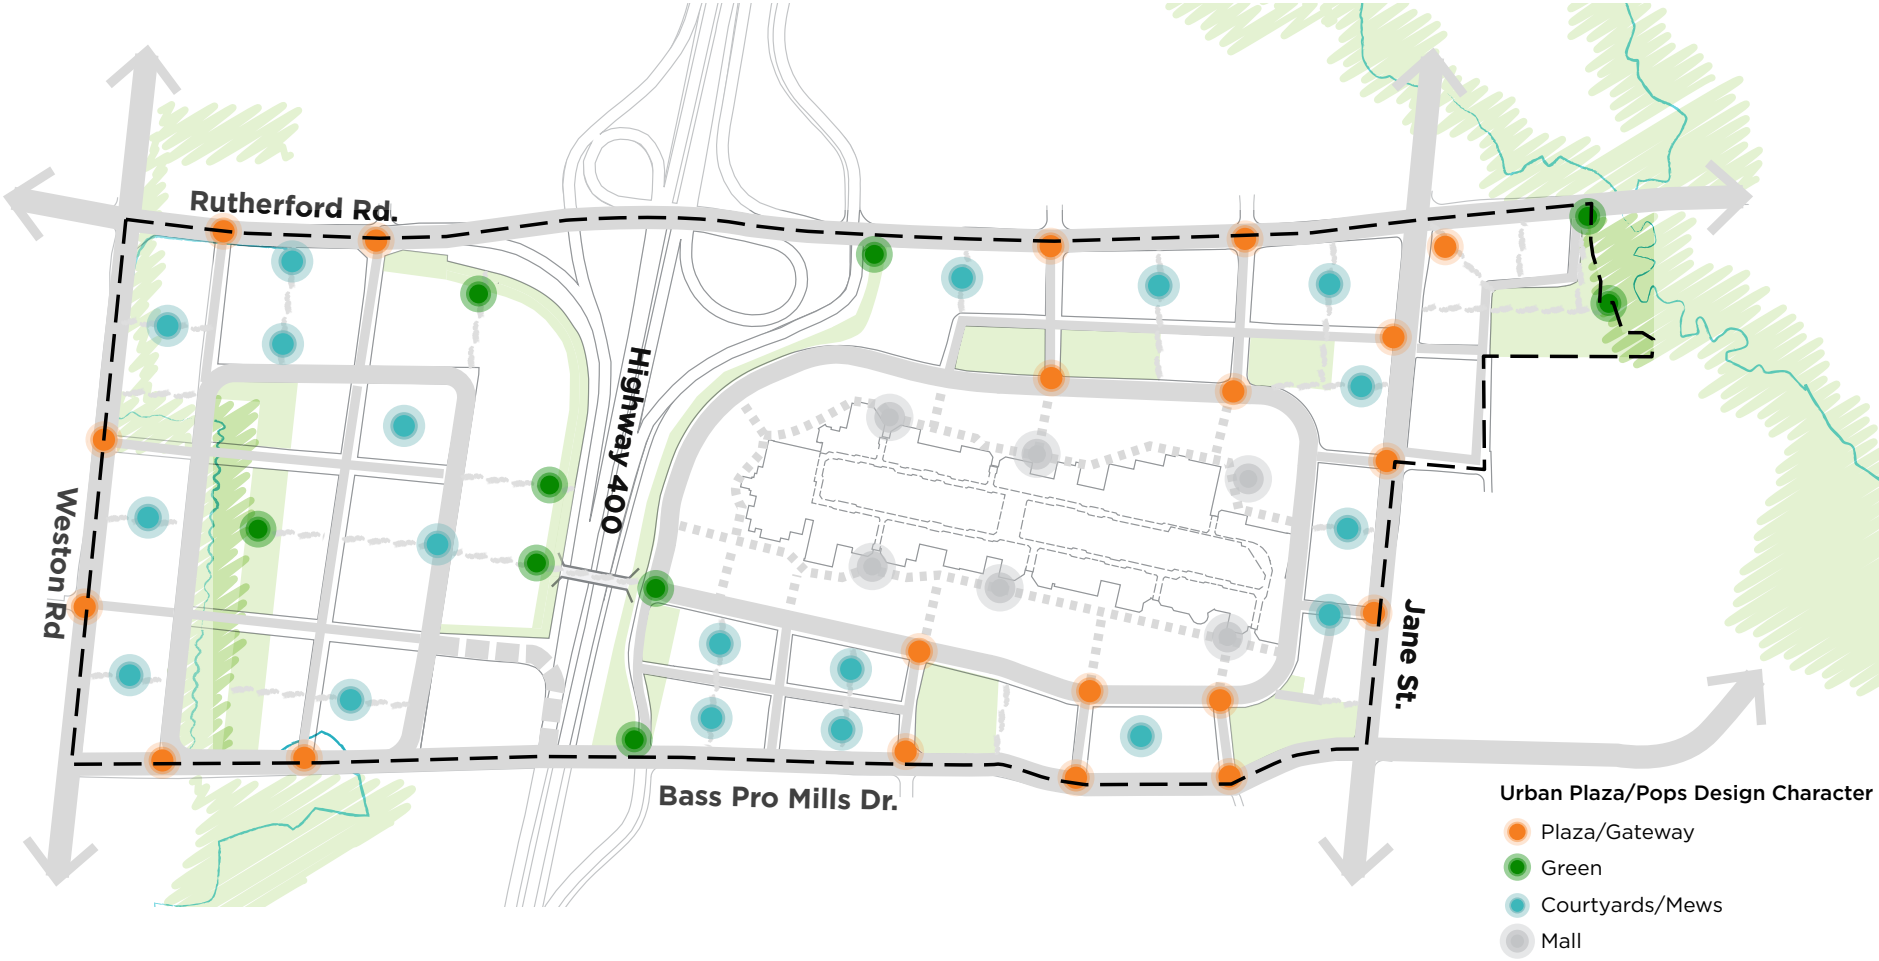 Rutherford Rd.
Highway 400
Weston Rd
Jane St.
Bass Pro Mills Dr.
Urban Plaza/Pops Design Character
Plaza/Gateway
Green
Courtyards/Mews
Mall